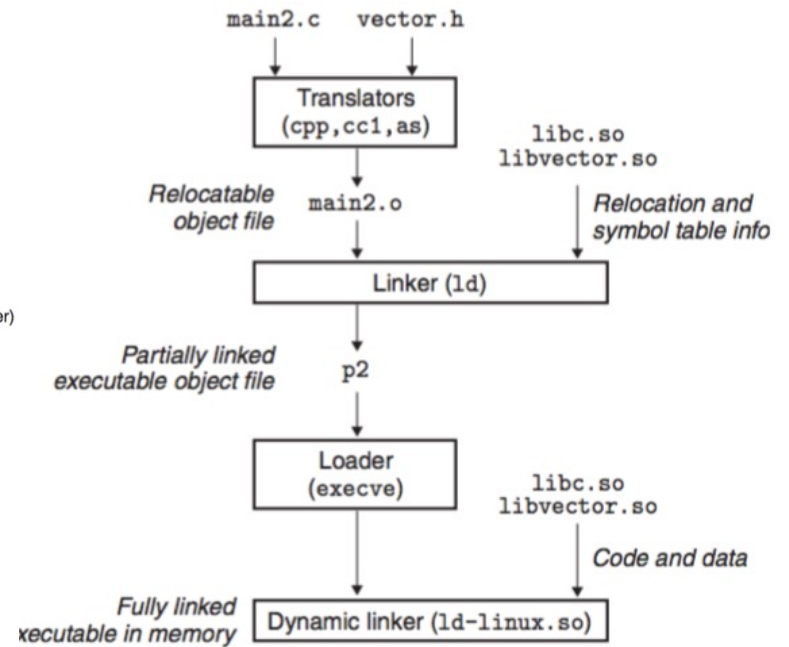 main2.c vector.h
Translators
(cpp,cc1,as)
libc.so
libvector.so
Relocatable
object file
main2.o
Relocation and
symbol table info
Linker (ld)
er)
Partially linked
executable object file
p2
Loader
(execve)
libc.so
libvector.so
Code and data
Fully linked
xecutable in memory
Dynamic linker (ld-linux.so)